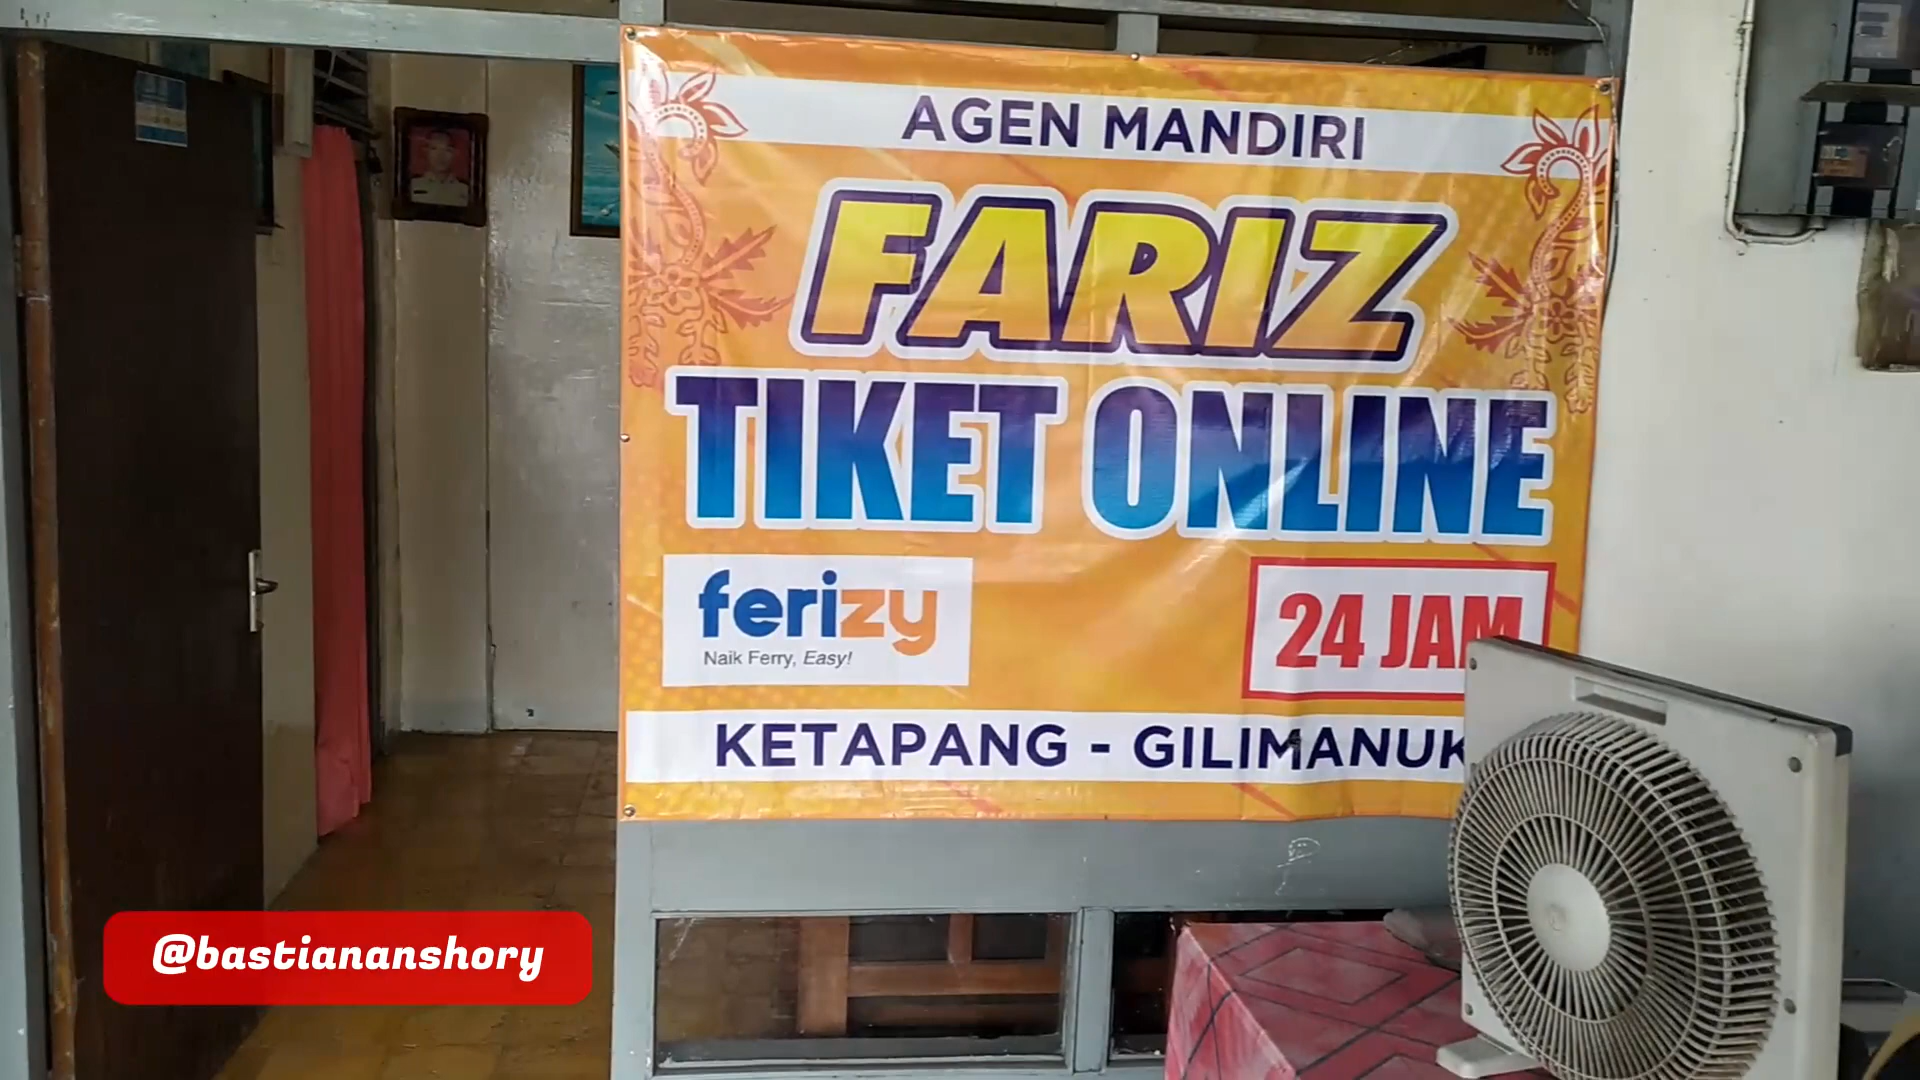 AGEN MANDIRI
FARIZ
TIKET ONLINE
ferizy
Naik Ferry, Easy!
24 JAM
KETAPANG - GILIMANUK
@bastiananshory